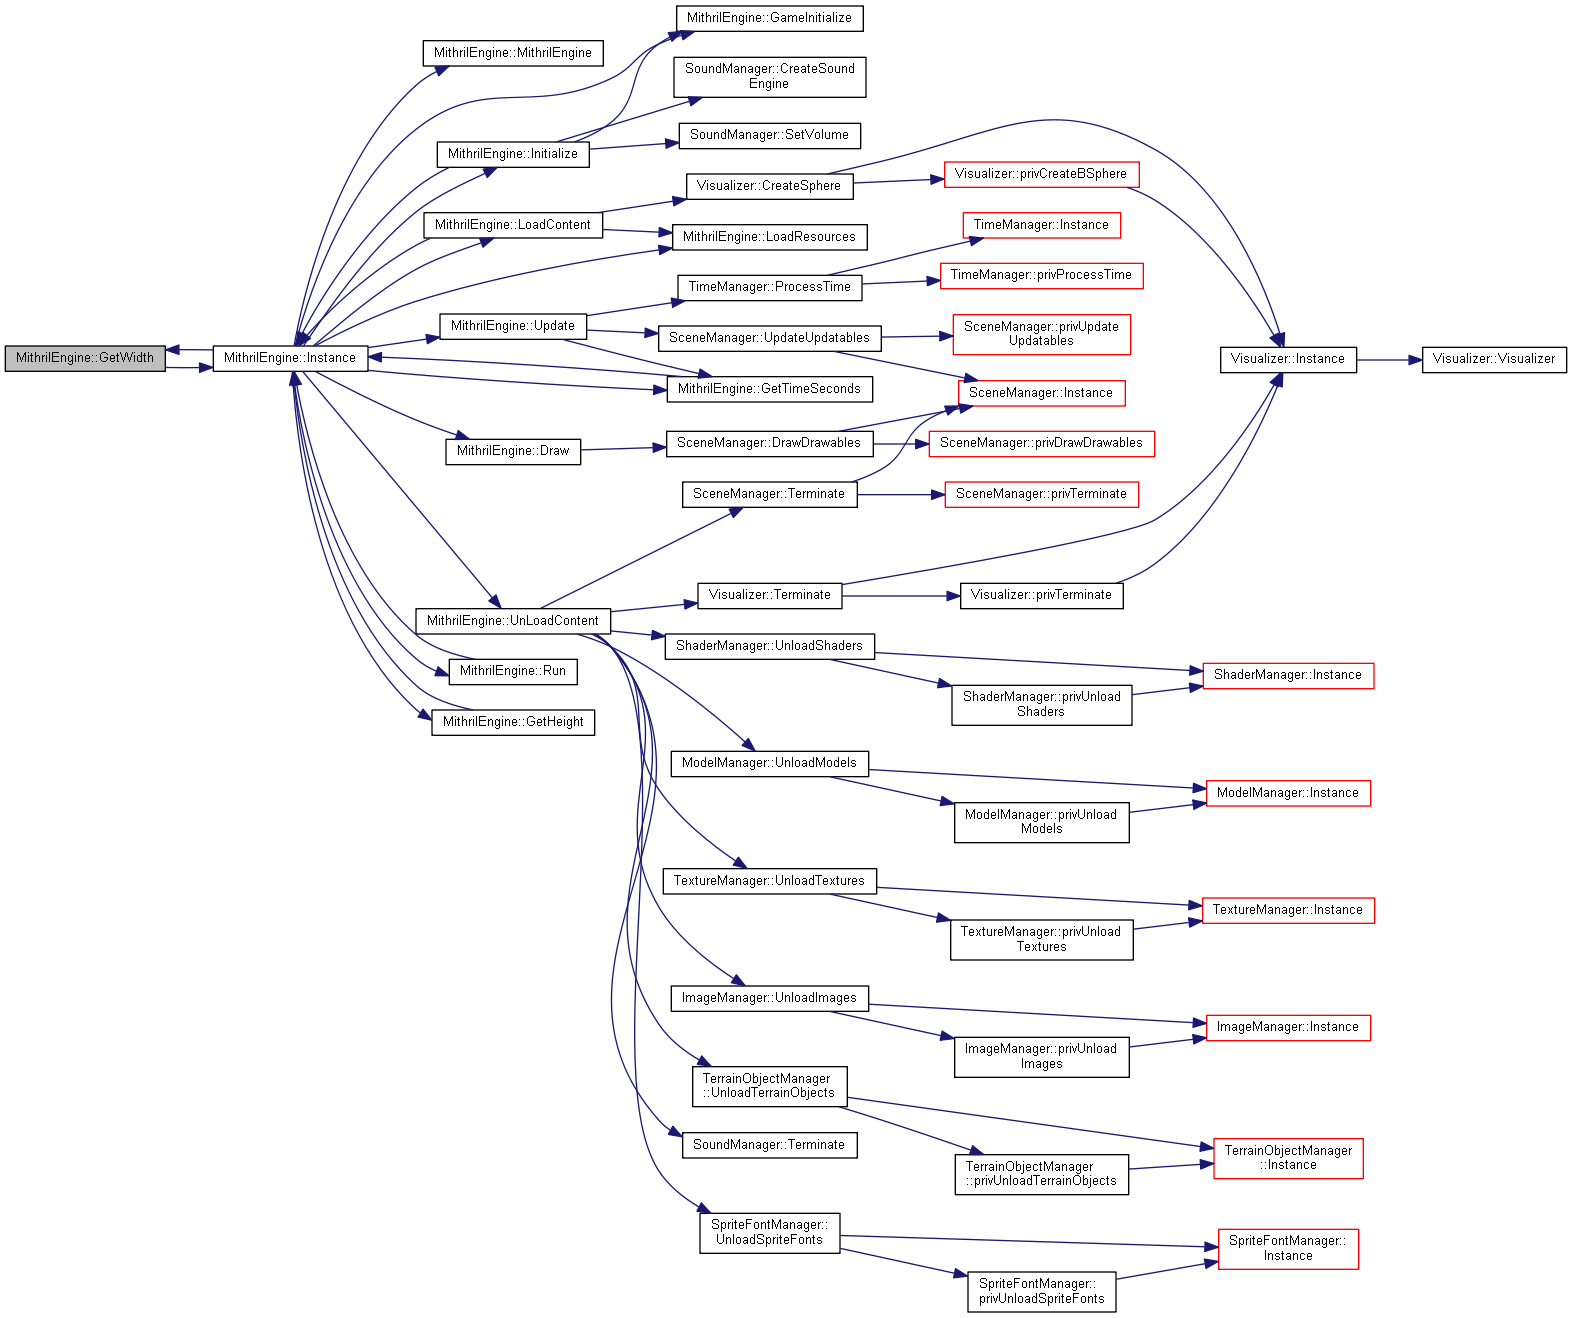 MithrilEngine::GameInitialize
MithrilEngine::MithrilEngine
SoundManager::CreateSound
Engine
SoundManager::SetVolume
MithrilEngine::Initialize
Visualizer::CreateSphere
Visualizer::privCreateBSphere
MithrilEngine::LoadContent
TimeManager::Instance
MithrilEngine::LoadResources
TimeManager::ProcessTime
TimeManager::privProcessTime
MithrilEngine::Update
SceneManager::UpdateUpdatables
SceneManager::privUpdate
Updatables
MithrilEngine::GetWidth
MithrilEngine::Instance
Visualizer::Instance
Visualizer::Visualizer
MithrilEngine::GetTimeSeconds
SceneManager::Instance
MithrilEngine::Draw
SceneManager::DrawDrawables
SceneManager::privDrawDrawables
SceneManager::Terminate
SceneManager::privTerminate
Visualizer::Terminate
Visualizer::privTerminate
MithrilEngine::UnLoadContent
ShaderManager::UnloadShaders
MithrilEngine::Run
ShaderManager::Instance
ShaderManager::privUnload
Shaders
MithrilEngine::GetHeight
ModelManager::UnloadModels
ModelManager::Instance
ModelManager::privUnload
Models
TextureManager::UnloadTextures
TextureManager::Instance
TextureManager::privUnload
Textures
ImageManager::UnloadImages
ImageManager::Instance
ImageManager::privUnload
Images
TerrainObjectManager
::UnloadTerrainObjects
SoundManager::Terminate
TerrainObjectManager
::Instance
TerrainObjectManager
::privUnloadTerrainObjects
SpriteFontManager::
UnloadSpriteFonts
SpriteFontManager::
Instance
SpriteFontManager::
privUnloadSpriteFonts